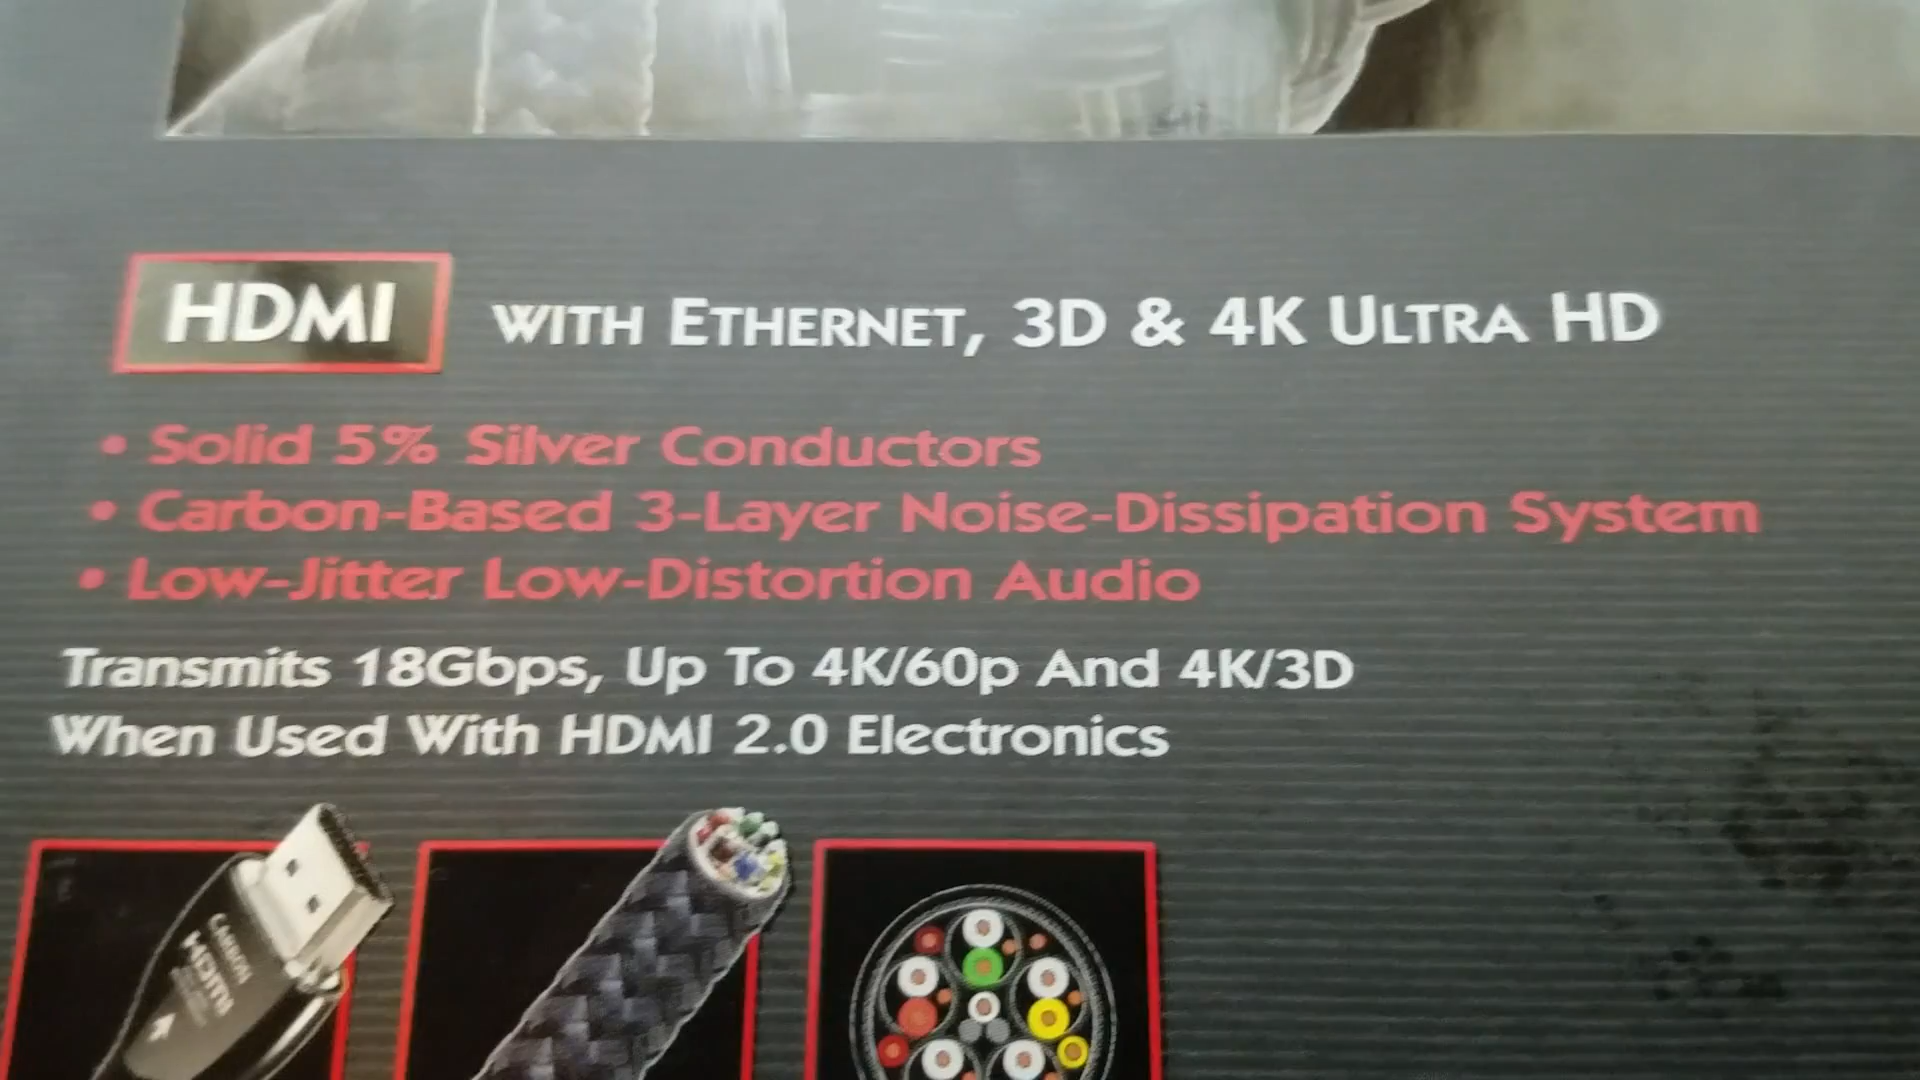 HDMI WITH ETHERNET, 3D & 4K ULTRA HD
• Solid 5% Silver Conductors
• Carbon-Based 3-Layer Noise-Dissipation System
• Low-Jitter Low-Distortion Audio
Transmits 18Gbps, Up To 4K/60p And 4K/3D
When Used With HDMI 2.0 Electronics
CARBON
HDMI